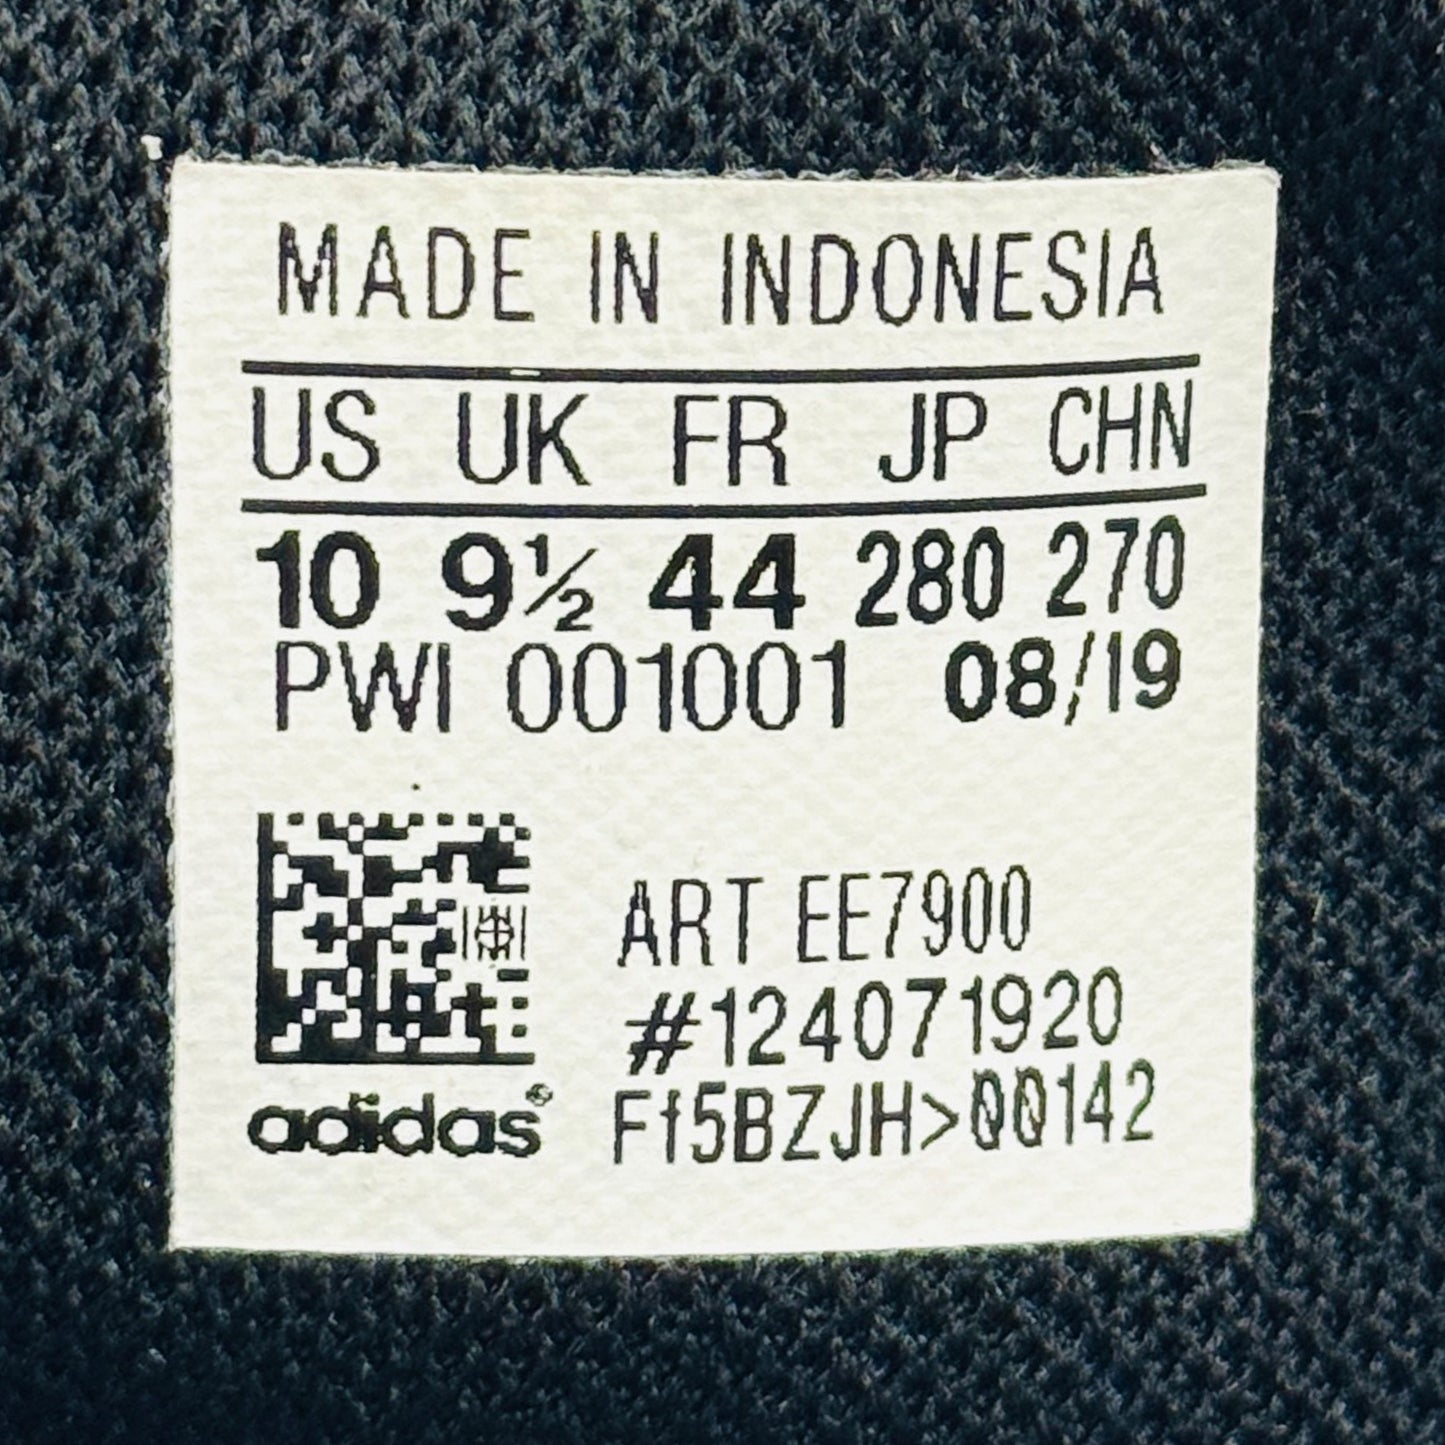 MADE IN INDONESIA
US UK FR JP CHN
10 9½ 44 280 270
PWI 001001 08/19
ART EE7900
#124071920
Ff5BZJH>00142
adidas®